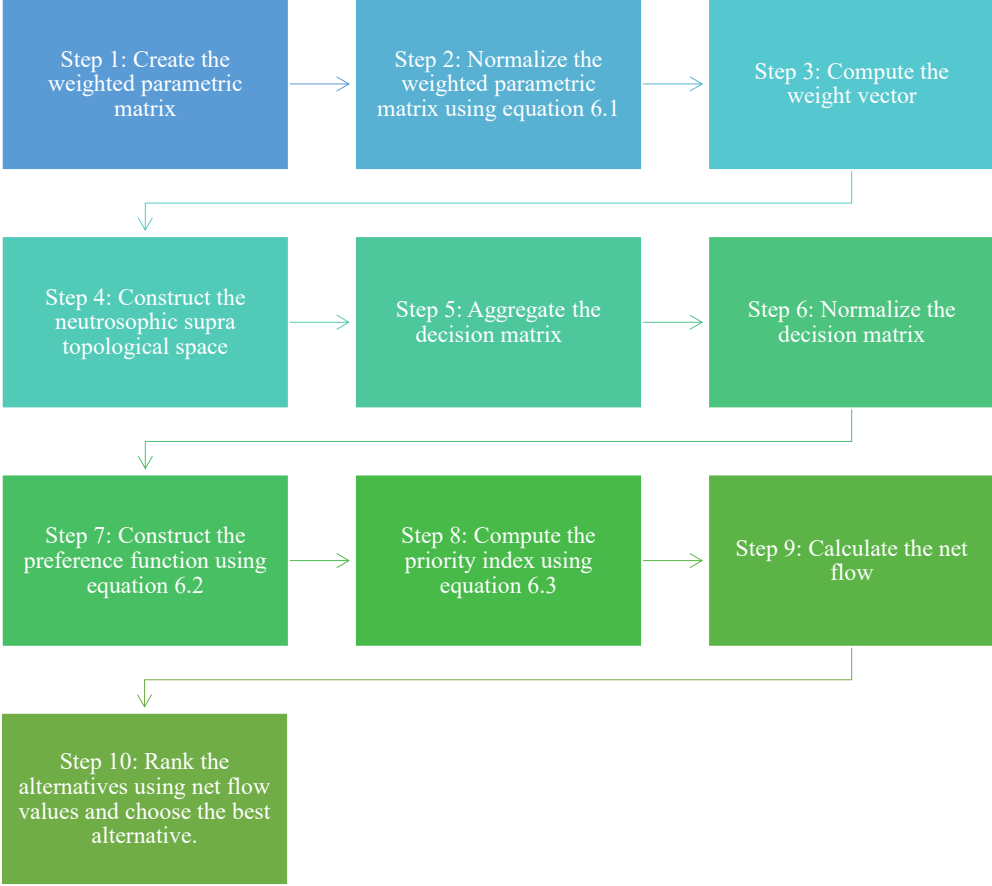 Step 1: Create the
weighted parametric
matrix
Step 2: Normalize the
weighted parametric
matrix using equation 6.1
Step 3: Compute the
weight vector
Step 4: Construct the
neutrosophic supra
topological space
Step 5: Aggregate the
decision matrix
Step 6: Normalize the
decision matrix
Step 7: Construct the
preference function using
equation 6.2
Step 8: Compute the
priority index using
equation 6.3
Step 9: Calculate the net
flow
Step 10: Rank the
alternatives using net flow
values and choose the best
alternative.